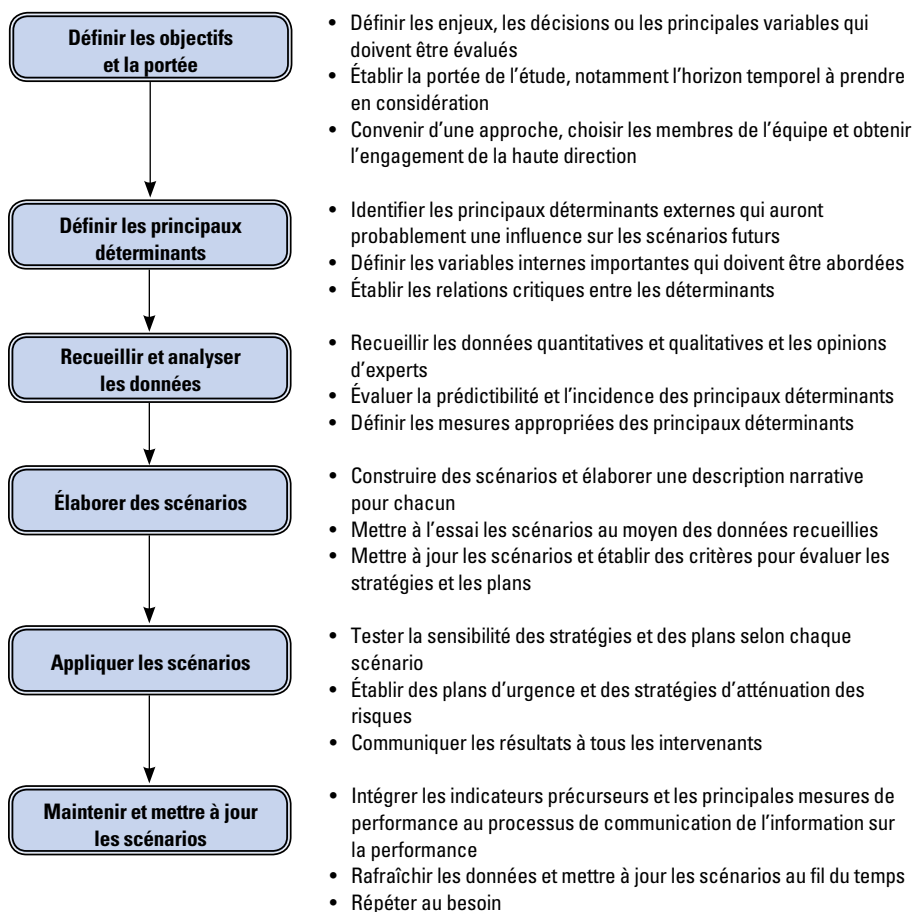 Définir les objectifs
et la portée
• Définir les enjeux, les décisions ou les principales variables qui
doivent être évalués
• Établir la portée de l'étude, notamment l'horizon temporel à prendre
en considération
• Convenir d'une approche, choisir les membres de l'équipe et obtenir
l'engagement de la haute direction
Définir les principaux
déterminants
• Identifier les principaux déterminants externes qui auront
probablement une influence sur les scénarios futurs
• Définir les variables internes importantes qui doivent être abordées
• Établir les relations critiques entre les déterminants
Recueillir et analyser
les données
• Recueillir les données quantitatives et qualitatives et les opinions
d'experts
• Évaluer la prédictibilité et l'incidence des principaux déterminants
• Définir les mesures appropriées des principaux déterminants
Élaborer des scénarios
• Construire des scénarios et élaborer une description narrative
pour chacun
• Mettre à l'essai les scénarios au moyen des données recueillies
• Mettre à jour les scénarios et établir des critères pour évaluer les
stratégies et les plans
Appliquer les scénarios
• Tester la sensibilité des stratégies et des plans selon chaque
scénario
• Établir des plans d'urgence et des stratégies d'atténuation des
risques
• Communiquer les résultats à tous les intervenants
Maintenir et mettre à jour
les scénarios
• Intégrer les indicateurs précurseurs et les principales mesures de
performance au processus de communication de l'information sur
la performance
• Rafraîchir les données et mettre à jour les scénarios au fil du temps
• Répéter au besoin